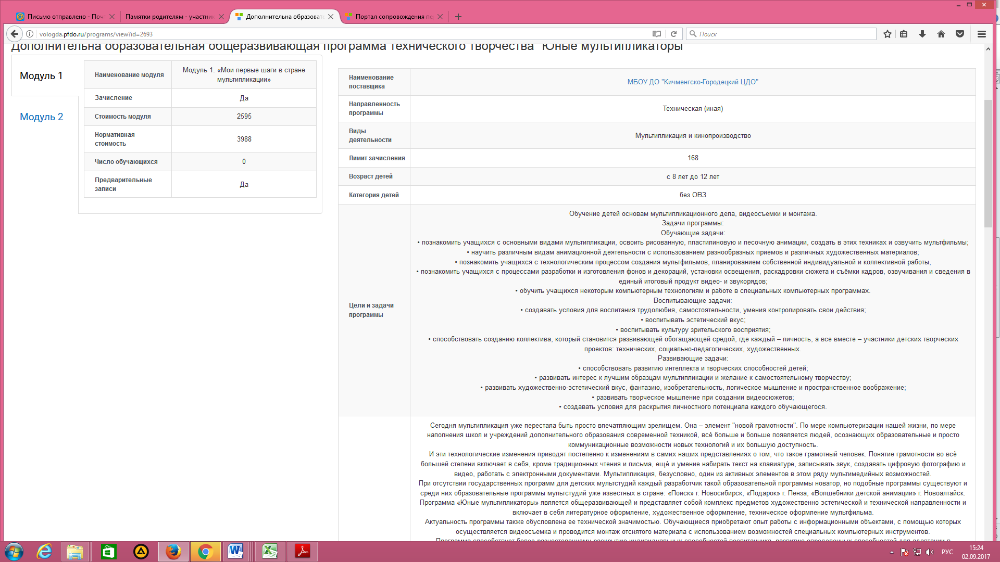 Письмо отправлено - Почт
Памятки родителям - участник
Дополнительна образовате
Портал сопровождения пе
vologda.pfdo.ru/programs/view?id=2693
Поиск
Дополнительна образовательная общеразвивающая программа технического творчества "Юные мультипликаторы"
Модуль 1
Модуль 2
Наименование модуля
Модуль 1. «Мои первые шаги в стране
мультипликации»
Зачисление
Да
Стоимость модуля
2595
Нормативная
стоимость
3988
Число обучающихся
0
Предварительные
записи
Да
Наименование
поставщика
МБОУ ДО "Кичменгско-Городецкий ЦДО"
Направленность
программы
Техническая (иная)
Виды
деятельности
Мультипликация и кинопроизводство
Лимит зачисления
168
Возраст детей
с 8 лет до 12 лет
Категория детей
без ОВЗ
Цели и задачи
программы
Обучение детей основам мультипликационного дела, видеосъемки и монтажа.
Задачи программы:
Обучающие задачи:
• познакомить учащихся с основными видами мультипликации, освоить рисованную, пластилиновую и песочную анимации, создать в этих техниках и озвучить мультфильмы;
• научить различным видам анимационной деятельности с использованием разнообразных приемов и различных художественных материалов;
• познакомить учащихся с технологическим процессом создания мультфильмов, планированием собственной индивидуальной и коллективной работы,
• познакомить учащихся с процессами разработки и изготовления фонов и декораций, установки освещения, раскадровки сюжета и съёмки кадров, озвучивания и сведения в
единый итоговый продукт видео- и звукорядов;
• обучить учащихся некоторым компьютерным технологиям и работе в специальных компьютерных программах.
Воспитывающие задачи:
• создавать условия для воспитания трудолюбия, самостоятельности, умения контролировать свои действия;
• воспитывать эстетический вкус;
• воспитывать культуру зрительского восприятия;
• способствовать созданию коллектива, который становится развивающей обогащающей средой, где каждый – личность, а все вместе – участники детских творческих
проектов: технических, социально-педагогических, художественных.
Развивающие задачи:
• способствовать развитию интеллекта и творческих способностей детей;
• развивать интерес к лучшим образцам мультипликации и желание к самостоятельному творчеству;
• развивать художественно-эстетический вкус, фантазию, изобретательность, логическое мышление и пространственное воображение;
• развивать творческое мышление при создании видеосюжетов;
• создавать условия для раскрытия личностного потенциала каждого обучающегося.
Сегодня мультипликация уже перестала быть просто впечатляющим зрелищем. Она – элемент "новой грамотности". По мере компьютеризации нашей жизни, по мере
наполнения школ и учреждений дополнительного образования современной техникой, всѐ больше и больше появляется людей, осознающих образовательные и просто
коммуникационные возможности новых технологий и их большую доступность.
И эти технологические изменения приводят постепенно к изменениям в самих наших представлениях о том, что такое грамотный человек. Понятие грамотности во всѐ
большей степени включает в себя, кроме традиционных чтения и письма, ещѐ и умение набирать текст на клавиатуре, записывать звук, создавать цифровую фотографию и
видео, работать с электронными документами. Мультипликация, безусловно, один из активных элементов в этом ряду мультимедийных возможностей.
При отсутствии государственных программ для детских мультстудий каждый разработчик такой образовательной программы новатор, но подобные программы существуют и
среди них образовательные программы мультстудий уже известных в стране: «Поиск» г. Новосибирск, «Подарок» г. Пенза, «Волшебники детской анимации» г. Новоалтайск.
Программа «Юные мультипликаторы» является общеразвивающей и представляет собой комплекс предметов художественно эстетической и технической направленности и
включает в себя литературное оформление, художественное оформление, техническое оформление мультфильма.
Актуальность программы также обусловлена ее технической значимостью. Обучающиеся приобретают опыт работы с информационными объектами, с помощью которых
осуществляется видеосъемка и проводится монтаж отснятого материала с использованием возможностей специальных компьютерных инструментов.
Программа способствует более разностороннему раскрытию индивидуальных способностей воспитанника, развитию определенных способностей для адаптации в
РУС
15:24
02.09.2017